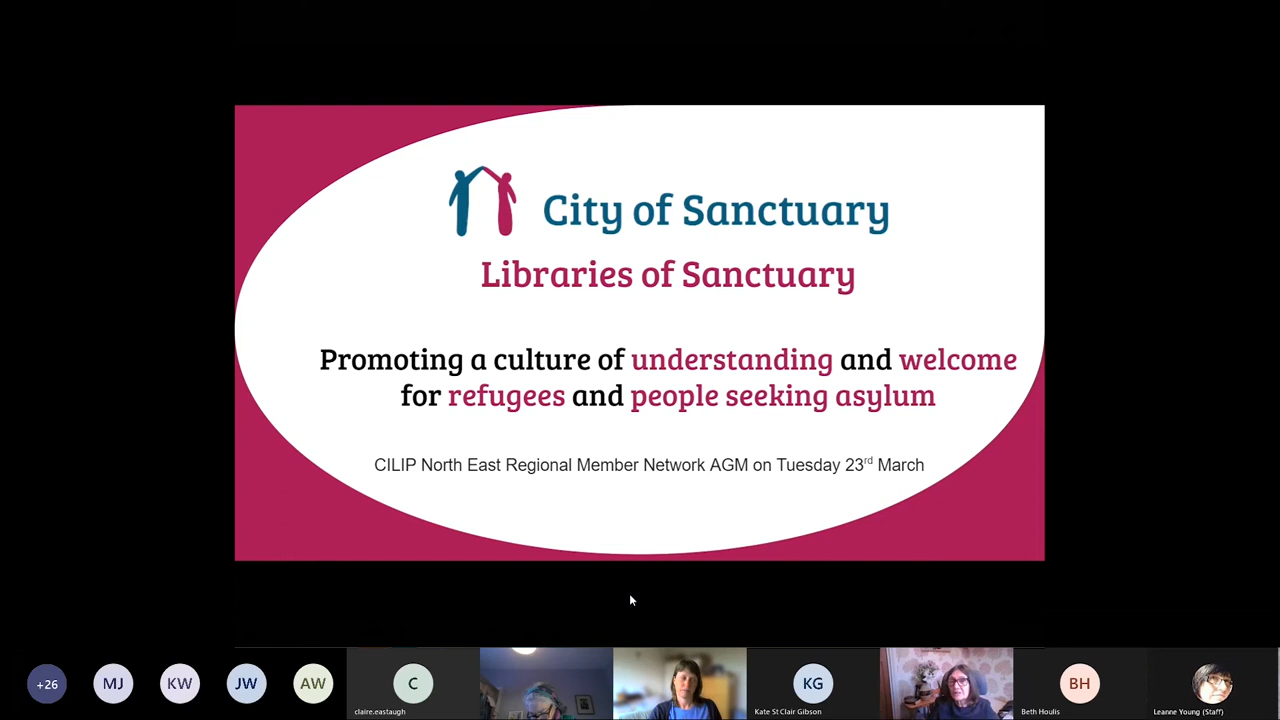 City of Sanctuary
Libraries of Sanctuary
Promoting a culture of understanding and welcome
for refugees and people seeking asylum
CILIP North East Regional Member Network AGM on Tuesday 23rd March
+26
MJ
KW
JW
AW
C
claire.eastaugh
KG
Kate St Clair Gibson
BH
Beth Houlis
Leanne Young (Staff)